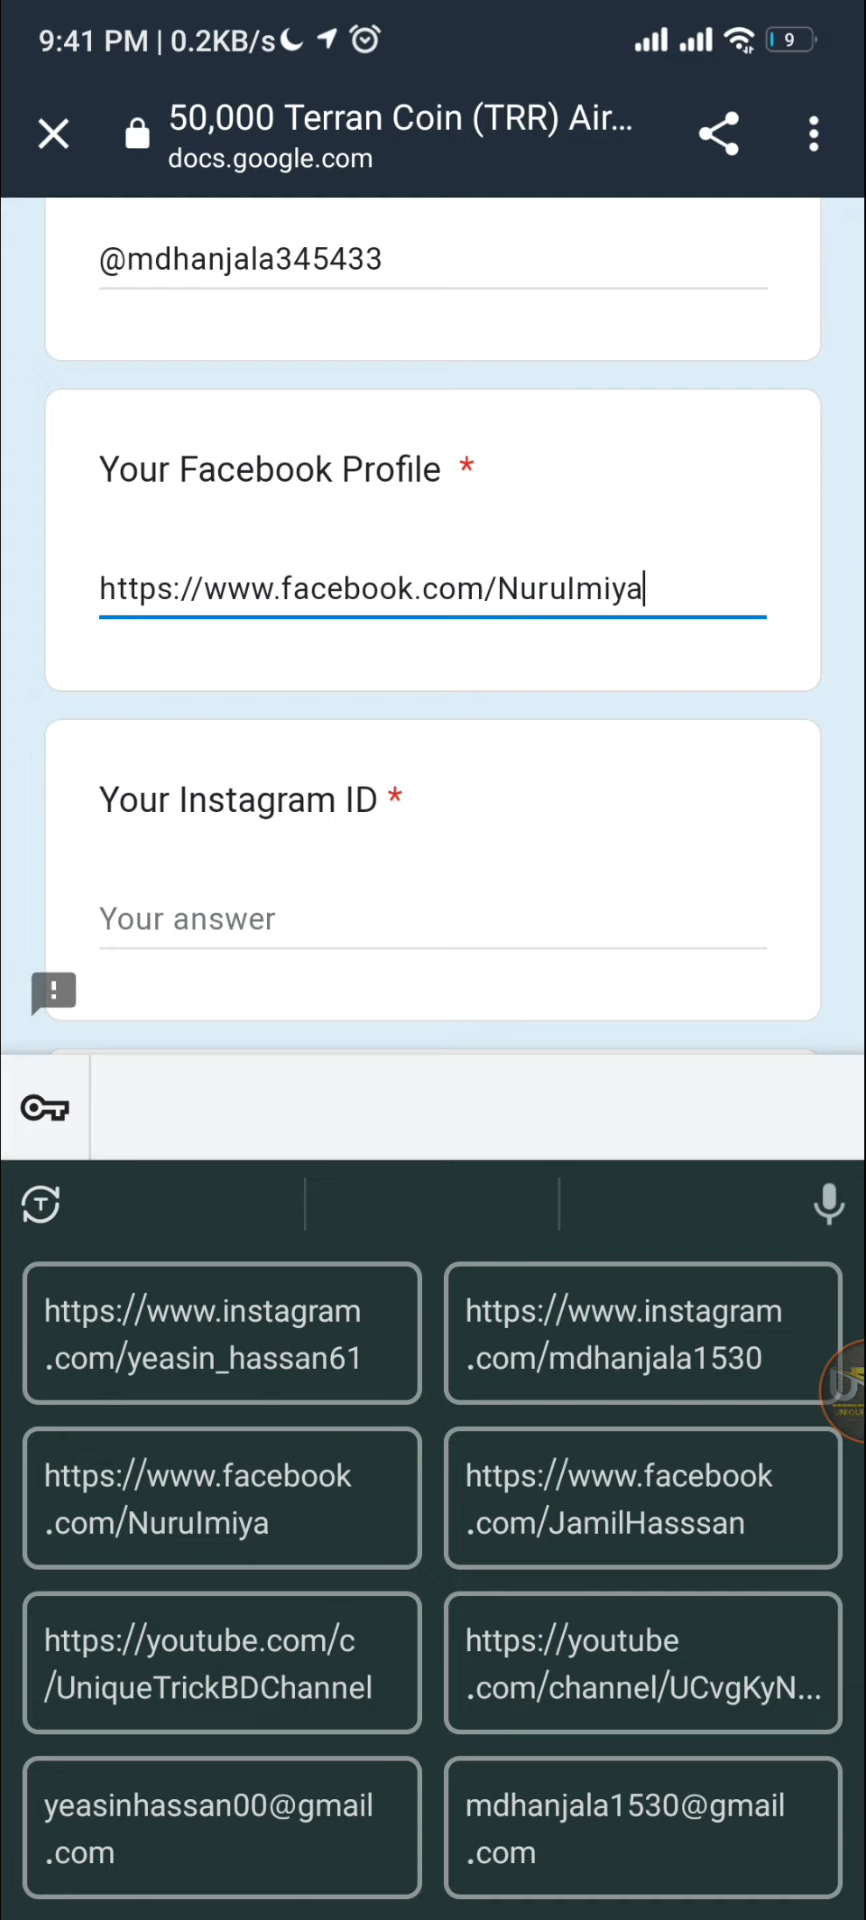 9:41 PM | 0.2KB/s
9
50,000 Terran Coin (TRR) Air...
docs.google.com
@mdhanjala345433
Your Facebook Profile *
https://www.facebook.com/NuruImiya
Your Instagram ID *
Your answer
https://www.instagram
.com/yeasin_hassan61
https://www.instagram
.com/mdhanjala1530
https://www.facebook
.com/NuruImiya
https://www.facebook
.com/JamilHasssan
https://youtube.com/c
/UniqueTrickBDChannel
https://youtube
.com/channel/UCvgKyN...
yeasinhassan00@gmail
.com
mdhanjala1530@gmail
.com